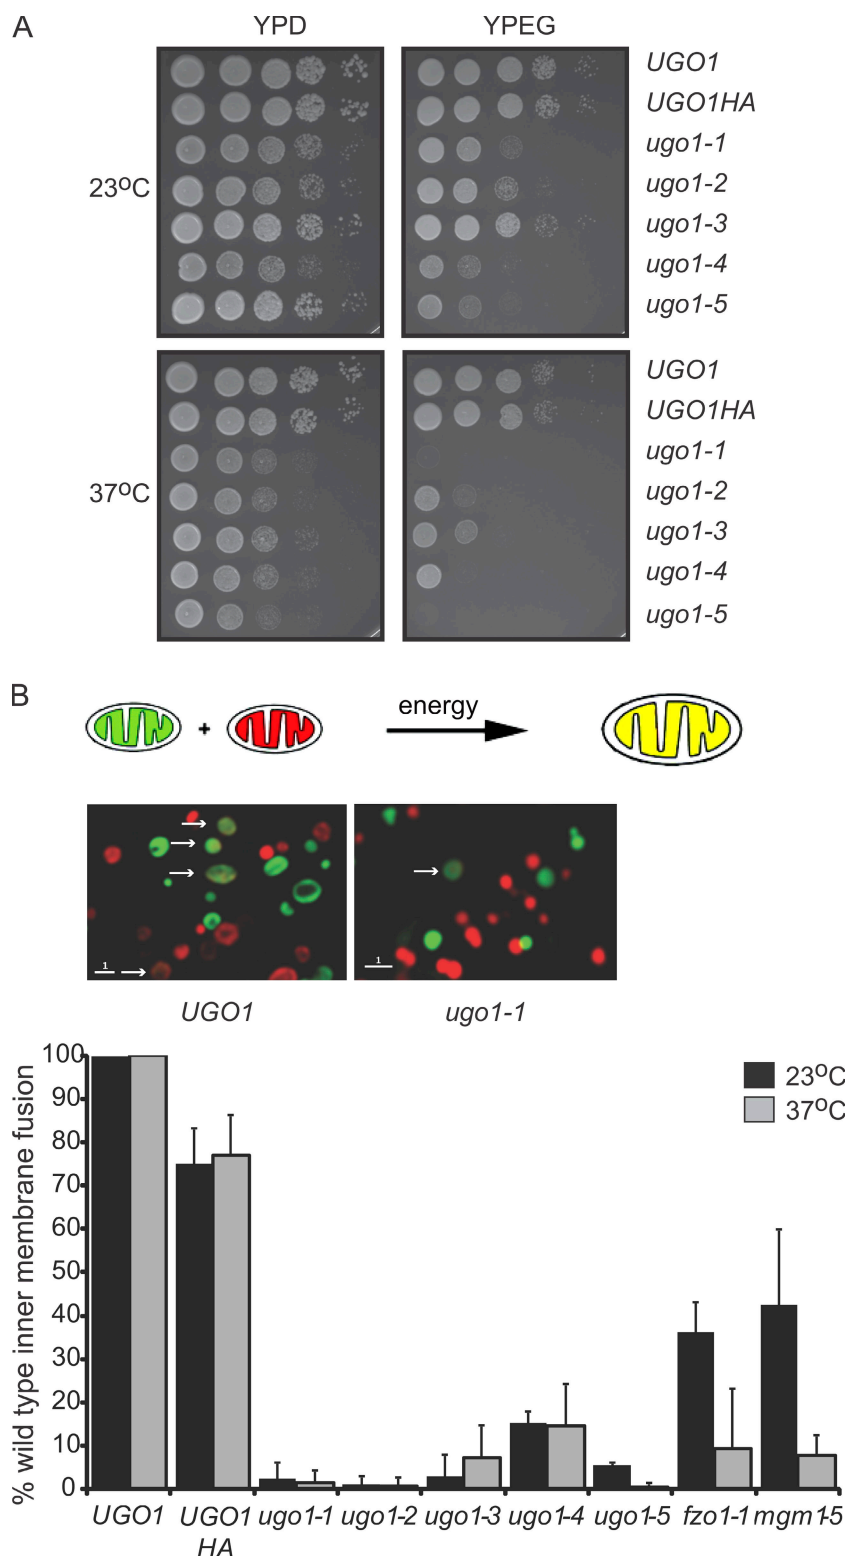 A
YPD YPEG
23ºC
UGO1
UGO1HA
ugo1-1
ugo1-2
ugo1-3
ugo1-4
ugo1-5
37ºC
UGO1
UGO1HA
ugo1-1
ugo1-2
ugo1-3
ugo1-4
ugo1-5
B
+ energy
1 1
UGO1 ugo1-1
% wild type inner membrane fusion
100
90
80
70
60
50
40
30
20
10
0
23ºC
37ºC
UGO1 UGO1 HA ugo1-1 ugo1-2 ugo1-3 ugo1-4 ugo1-5 fzo1-1 mgm1-5